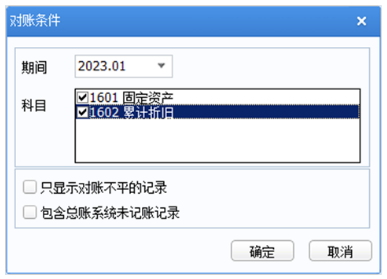 对账条件
期间 2023.01
科目 1601 固定资产
1602 累计折旧
只显示对账不平的记录
包含总账系统未记账记录
确定 取消